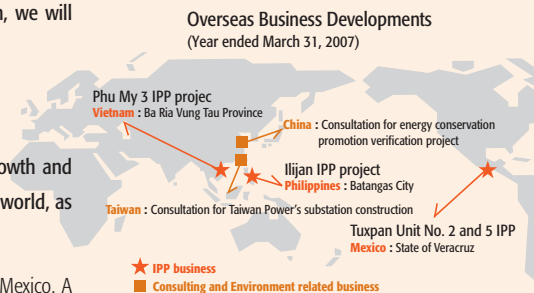 n, we will
Overseas Business Developments
(Year ended March 31, 2007)
Phu My 3 IPP projec
Vietnam : Ba Ria Vung Tau Province
China : Consultation for energy conservation
promotion verification project
owth and
world, as
Ilijan IPP project
Philippines : Batangas City
Taiwan : Consultation for Taiwan Power's substation construction
Tuxpan Unit No. 2 and 5 IPP
Mexico : State of Veracruz
IPP business
Mexico. A
Consulting and Environment related business